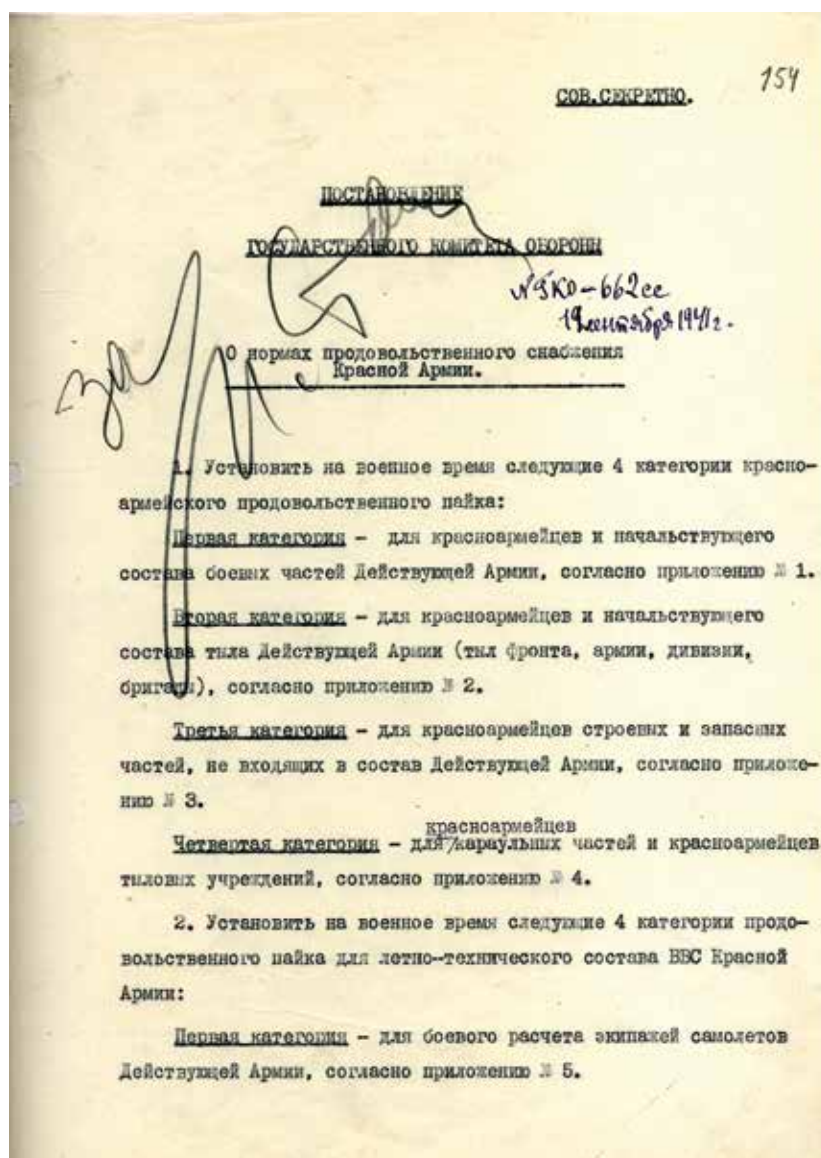 154
СОВ.СЕКРЕТНО.
ПОСТАНОВЛЕНИЕ
ГОСУДАРСТВЕННОГО КОМИТЕТА ОБОРОНЫ
№ГКО-662сс
19 сентября 1941г.
О нормах продовольственного снабжения
Красной Армии.
за
1. Установить на военное время следующие 4 категории красно-
армейского продовольственного пайка:
Первая категория - для красноармейцев и начальствующего
состава боевых частей Действующей Армии, согласно приложению № 1.
Вторая категория - для красноармейцев и начальствующего
состава тыла Действующей Армии (тыл фронта, армии, дивизии,
бригады), согласно приложению № 2.
Третья категория - для красноармейцев строевых и запасных
частей, не входящих в состав Действующей Армии, согласно приложе-
нию № 3.
красноармейцев
Четвертая категория - для/караульных частей и красноармейцев
тыловых учреждений, согласно приложению № 4.
2. Установить на военное время следующие 4 категории продо-
вольственного пайка для летно-технического состава ВВС Красной
Армии:
Первая категория - для боевого расчета экипажей самолетов
Действующей Армии, согласно приложению № 5.